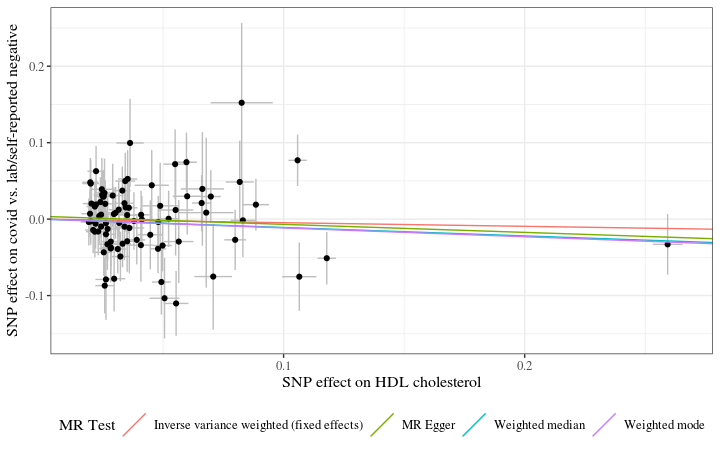 SNP effect on covid vs. lab/self-reported negative
0.2
0.1
0.0
-0.1
0.1 0.2
SNP effect on HDL cholesterol
MR Test Inverse variance weighted (fixed effects) MR Egger Weighted median Weighted mode